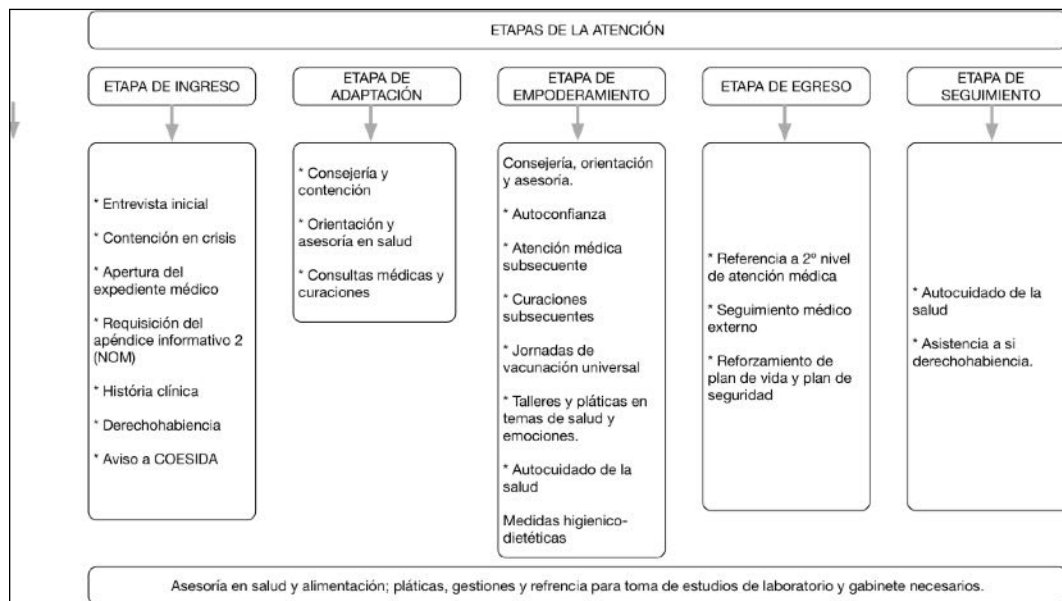 ETAPAS DE LA ATENCIÓN
ETAPA DE INGRESO
* Entrevista inicial
* Contención en crisis
* Apertura del
expediente médico
* Requisición del
apéndice informativo 2
(NOM)
* História clínica
* Derechohabiencia
* Aviso a COESIDA
ETAPA DE
ADAPTACIÓN
* Consejería y
contención
* Orientación y
asesoría en salud
* Consultas médicas y
curaciones
ETAPA DE
EMPODERAMIENTO
Consejería, orientación
y asesoría.
* Autoconfianza
* Atención médica
subsecuente
* Curaciones
subsecuentes
* Jornadas de
vacunación universal
* Talleres y pláticas en
temas de salud y
emociones.
* Autocuidado de la
salud
Medidas higienico-
dietéticas
ETAPA DE EGRESO
* Referencia a 2º nivel
de atención médica
* Seguimiento médico
externo
* Reforzamiento de
plan de vida y plan de
seguridad
ETAPA DE
SEGUIMIENTO
* Autocuidado de la
salud
* Asistencia a si
derechohabiencia.
Asesoría en salud y alimentación; pláticas, gestiones y refrencia para toma de estudios de laboratorio y gabinete necesarios.